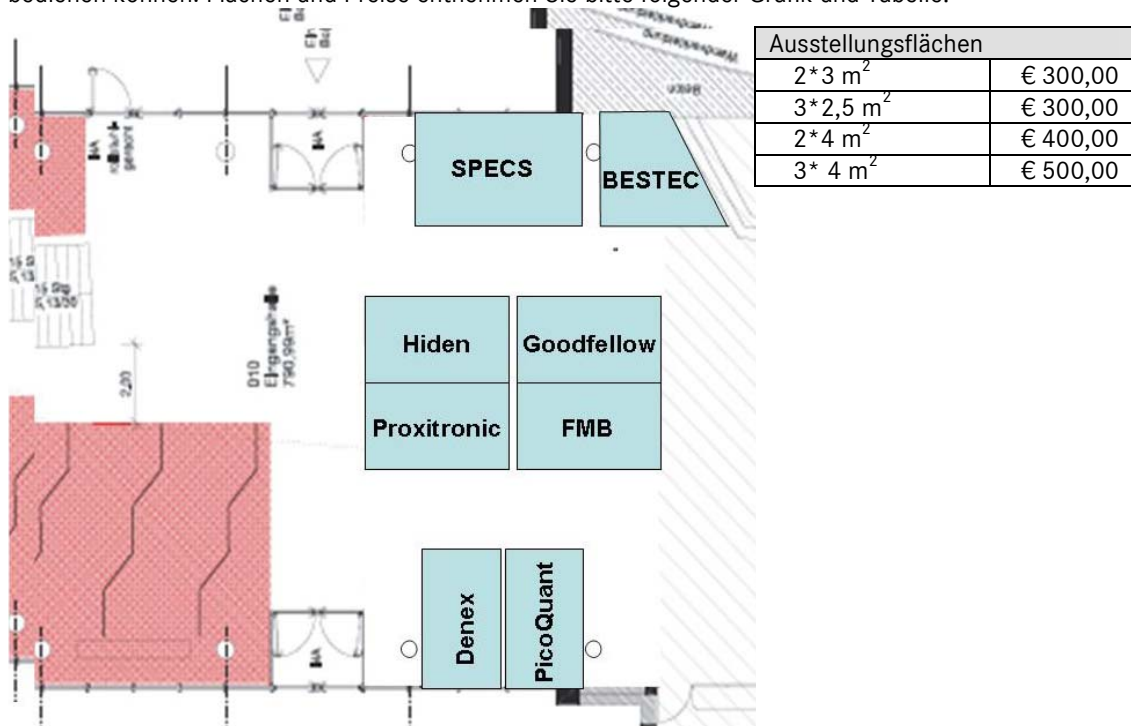 bedienen können. Flächen und Preise entnehmen Sie bitte folgender Grafik und Tabelle.
Ausstellungsflächen
2*3 m² € 300,00
3*2,5 m² € 300,00
2*4 m² € 400,00
3* 4 m² € 500,00
Wandverkleidung
Beton
SPECS
BESTEC
Hiden
Goodfellow
Proxitronic
FMB
D10
Eingangshalle
790,99m²
2,00
Denex
PicoQuant